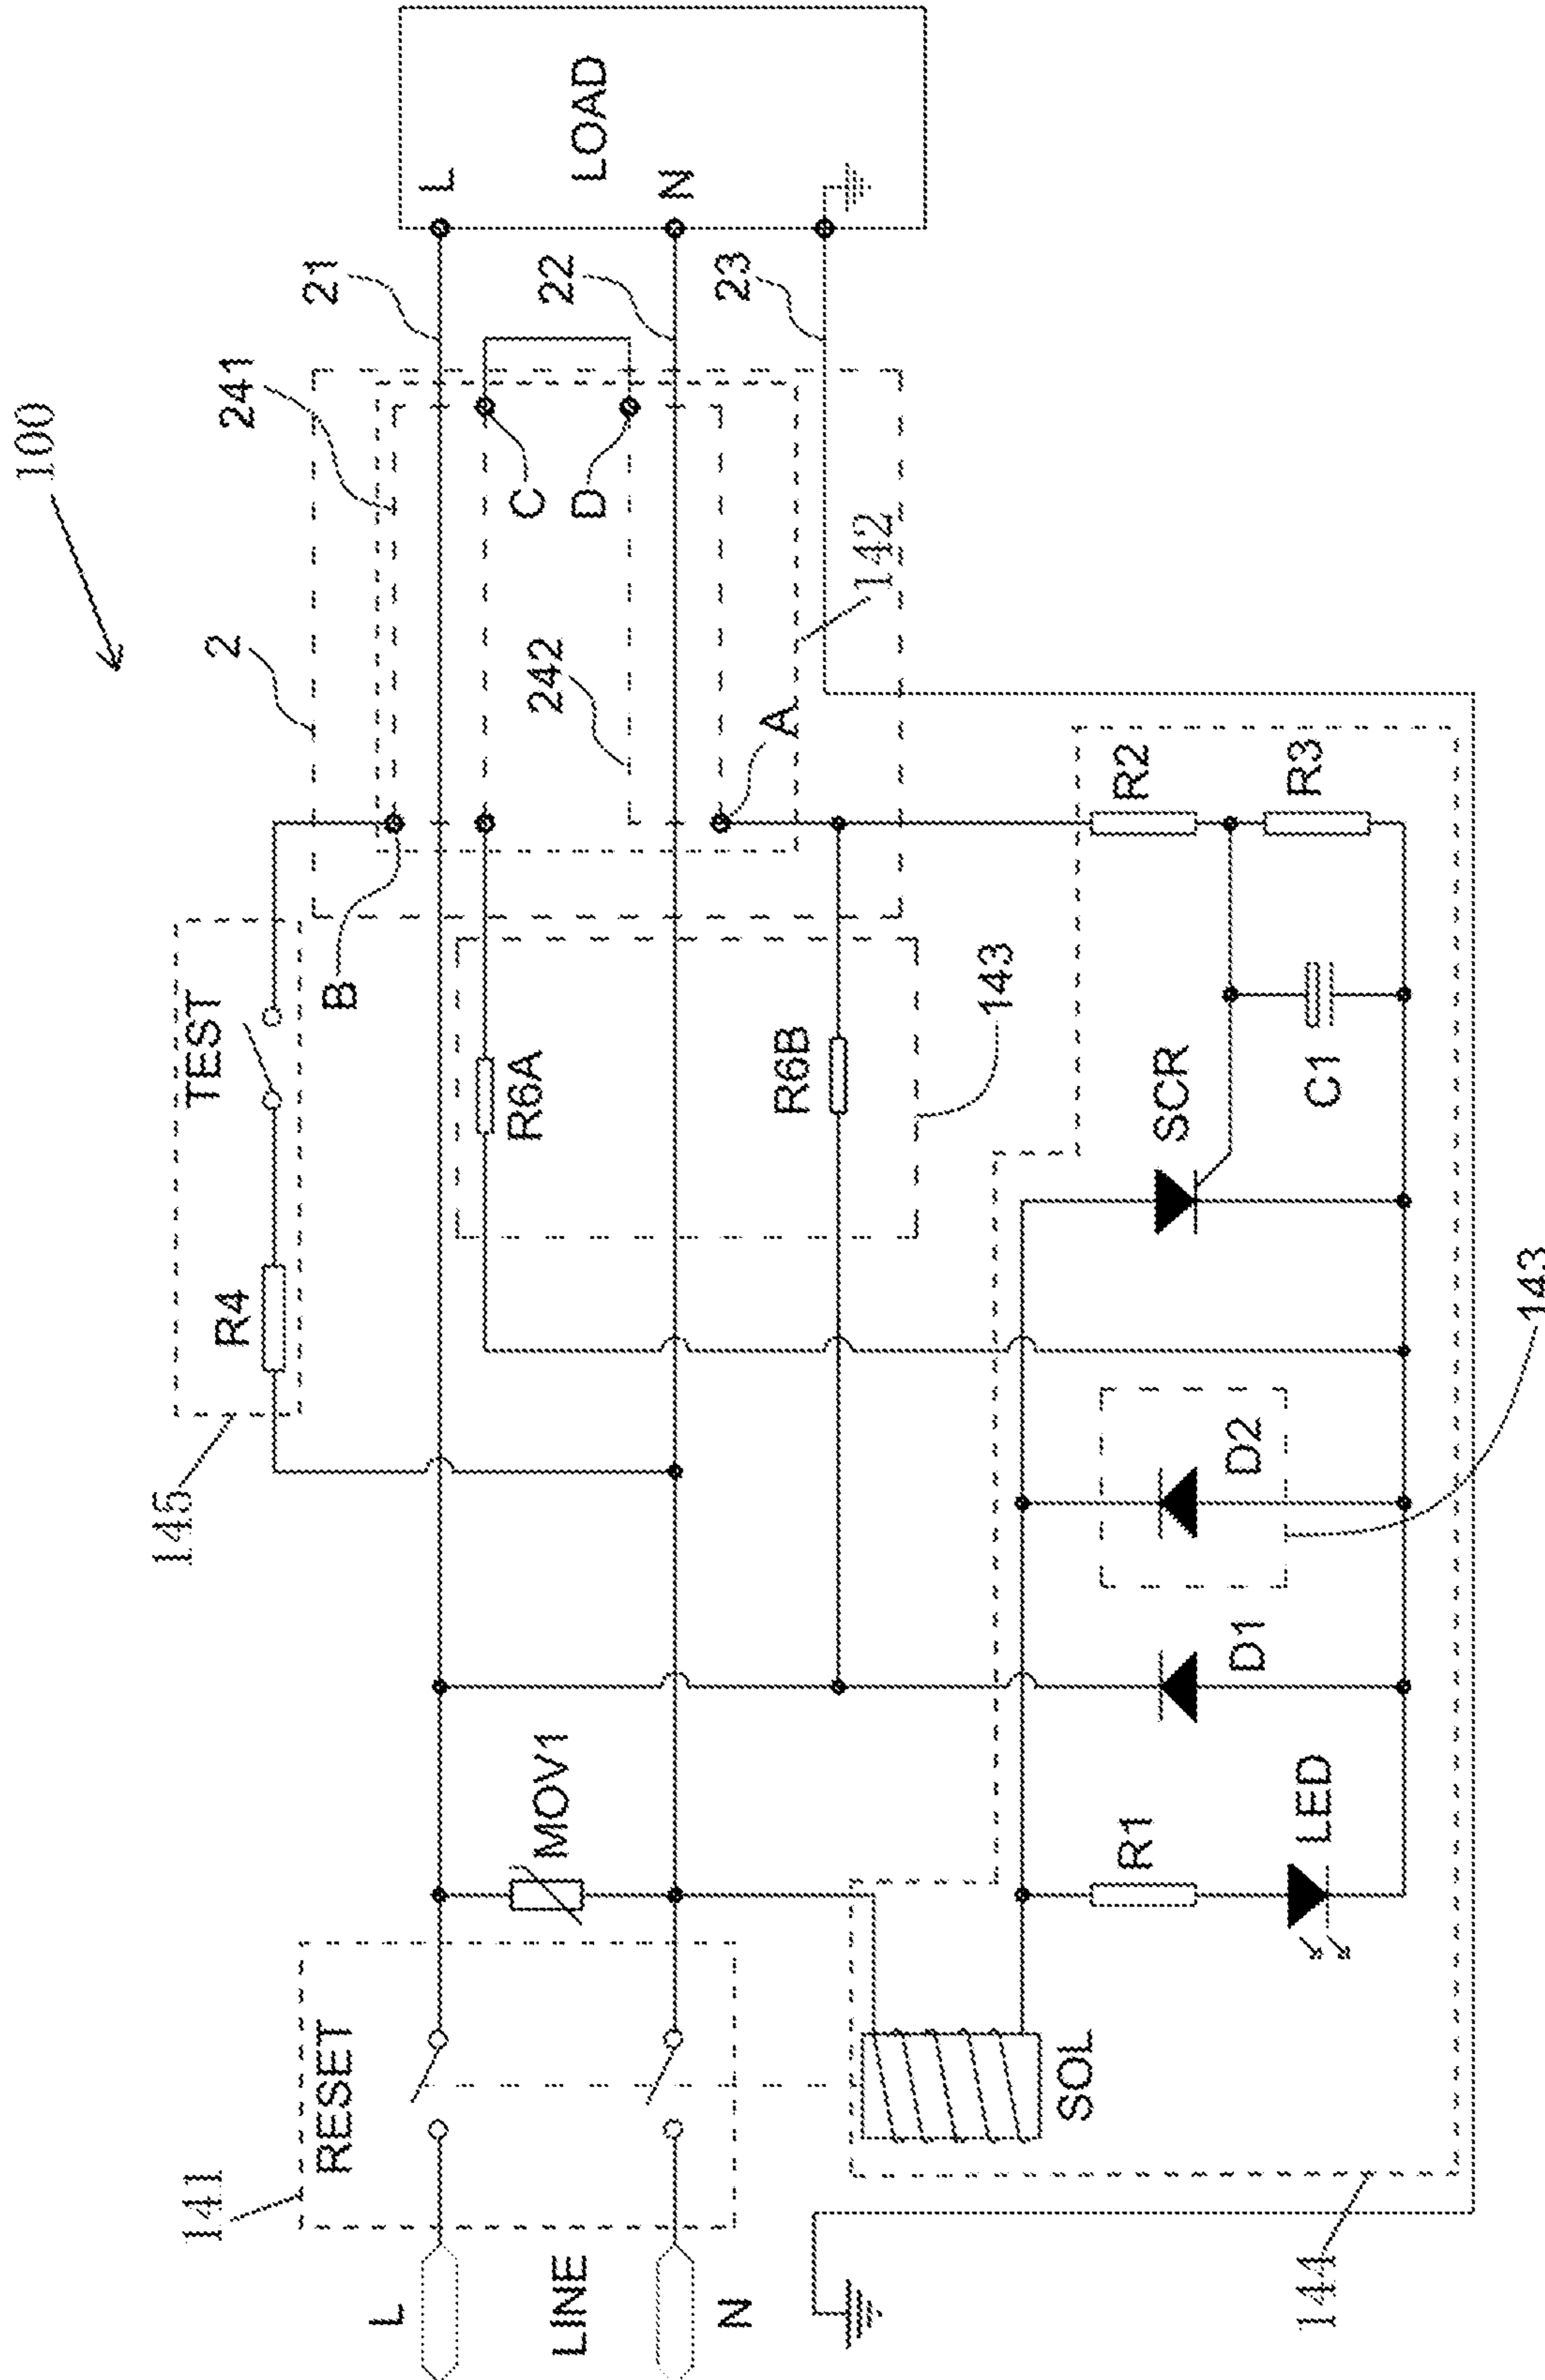 100
LOAD
L
N
21
22
23
241
C
D
142
2
242
A
R2
R3
B
TEST
R4
145
R6A
R6B
143
SCR
C1
D2
143
D1
MOV1
R1
LED
RESET
141
SOL
L
LINE
N
144